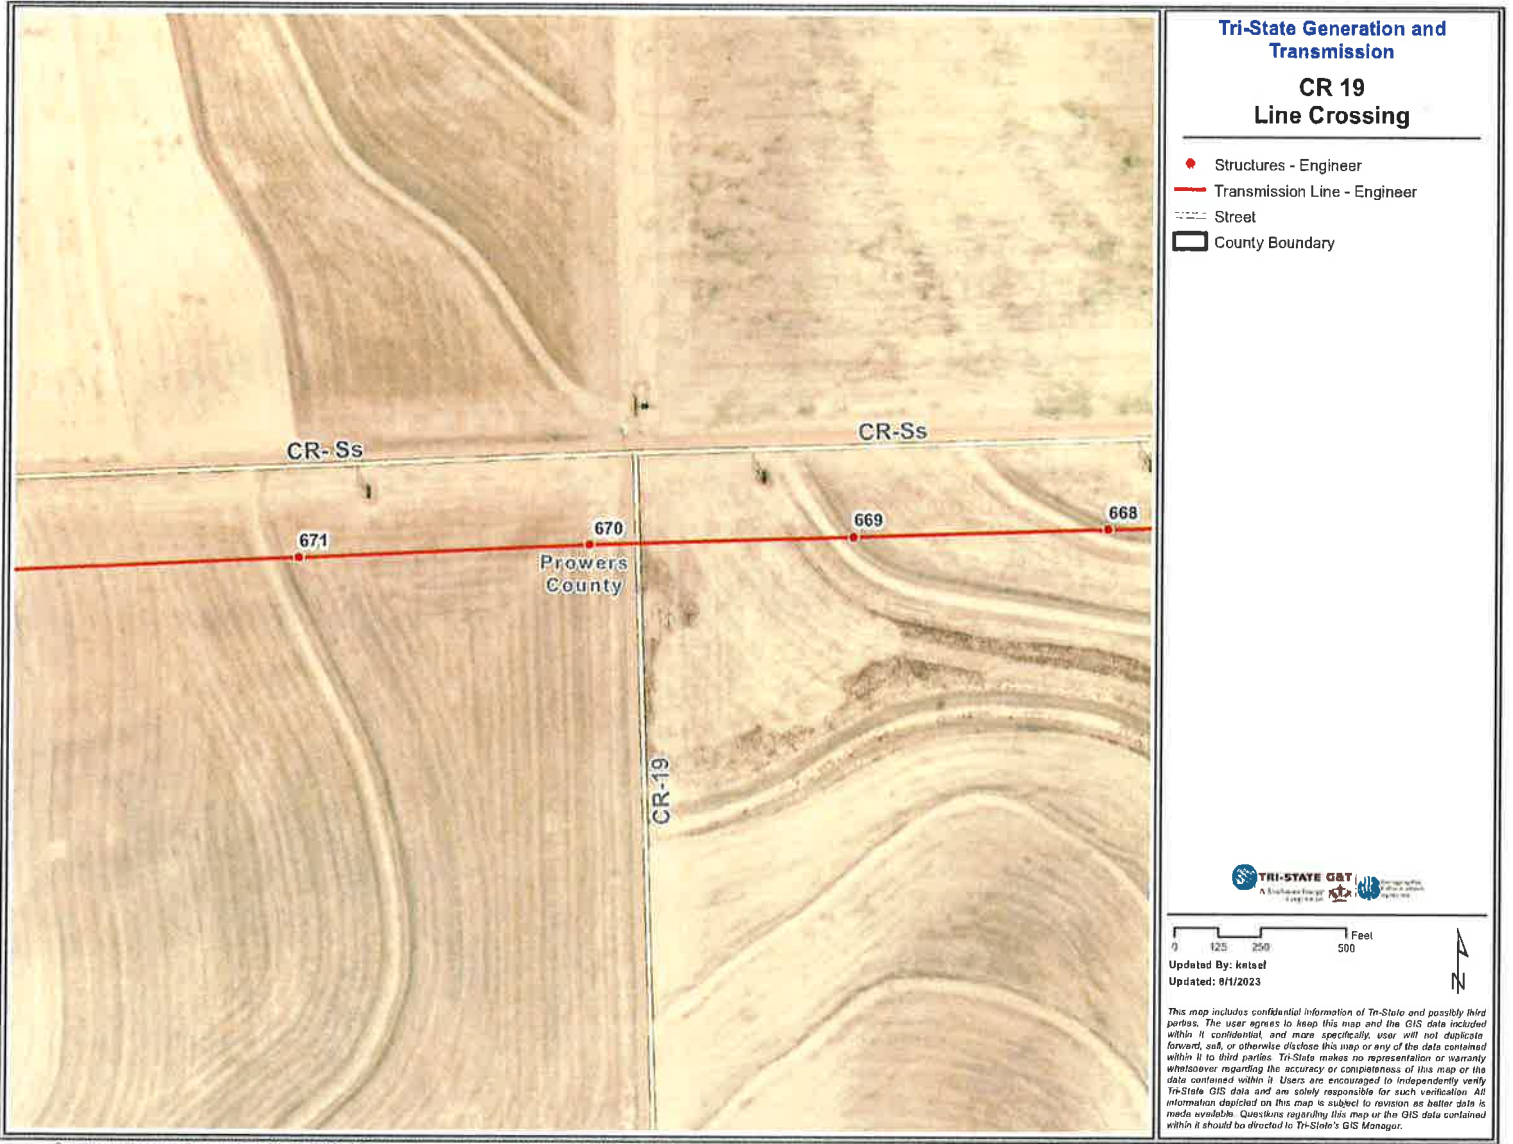 Tri-State Generation and
Transmission
CR 19
Line Crossing
Structures - Engineer
Transmission Line - Engineer
Street
County Boundary
CR-Ss
CR-Ss
671
670
669
668
Prowers
County
CR-19
TRI-STATE G&T
0 125 250 500 Feet
Updated By: ketsel
Updated: 8/1/2023
N
This map includes confidential information of Tri-State and possibly third
parties. The user agrees to keep this map and the GIS data included
within it confidential, and more specifically, user will not duplicate
forward, sell, or otherwise disclose this map or any of the data contained
within it to third parties. Tri-State makes no representation or warranty
whatsoever regarding the accuracy or completeness of this map or the
data contained within it. Users are encouraged to independently verify
Tri-State GIS data and are solely responsible for such verification. All
information depicted on this map is subject to revision as better data is
made available. Questions regarding this map or the GIS data contained
within it should be directed to Tri-State's GIS Manager.